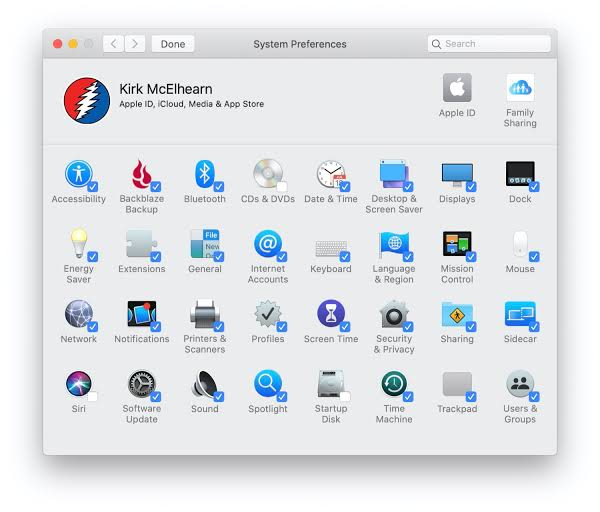 Done
System Preferences
Search
Kirk McElhearn
Apple ID, iCloud, Media & App Store
Apple ID
Family
Sharing
Accessibility
Backblaze
Backup
Bluetooth
CDs & DVDs
Date & Time
Desktop &
Screen Saver
Displays
Dock
Energy
Saver
Extensions
File
New
General
Internet
Accounts
Keyboard
Language
& Region
Mission
Control
Mouse
Network
Notifications
Printers &
Scanners
Profiles
Screen Time
Security
& Privacy
Sharing
Sidecar
Siri
Software
Update
Sound
Spotlight
Startup
Disk
Time
Machine
Trackpad
Users &
Groups